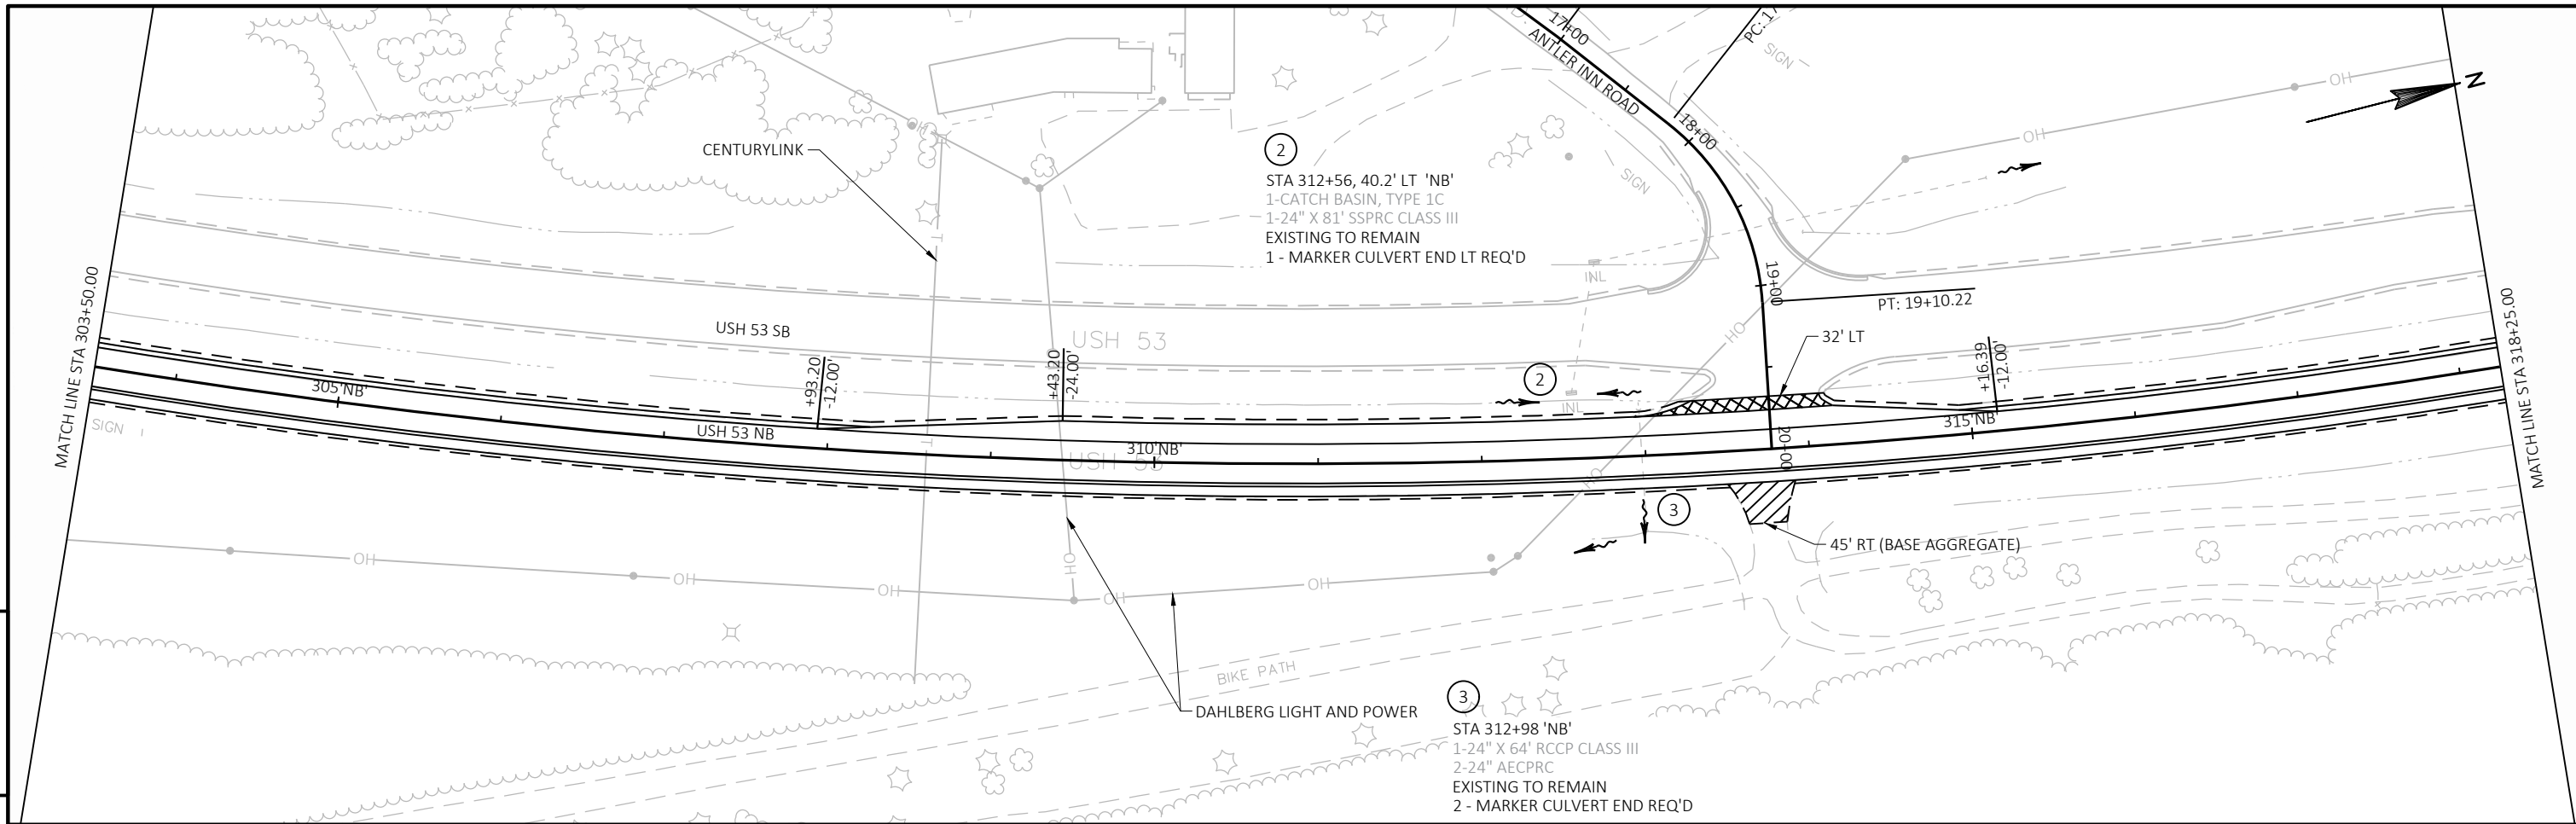 17+00
ANTLER INN ROAD
18+00
SIGN
OH
OH
N
OH
CENTURYLINK
2
STA 312+56, 40.2' LT 'NB'
1-CATCH BASIN, TYPE 1C
1-24" X 81' SSPRC CLASS III
EXISTING TO REMAIN
1 - MARKER CULVERT END LT REQ'D
SIGN
T
INL
19+00
PT: 19+10.22
MATCH LINE STA 303+50.00
USH 53 SB
USH 53
OH
32' LT
MATCH LINE STA 318+25.00
305'NB'
+93.20
-12.00'
+43.20
-24.00'
2
INL
+16.39
-12.00'
SIGN
USH 53 NB
T
310'NB'
USH 53
20+00
315'NB'
OH
3
OH
OH
OH
OH
OH
OH
45' RT (BASE AGGREGATE)
BIKE PATH
DAHLBERG LIGHT AND POWER
3
STA 312+98 'NB'
1-24" X 64' RCCP CLASS III
2-24" AECPRC
EXISTING TO REMAIN
2 - MARKER CULVERT END REQ'D